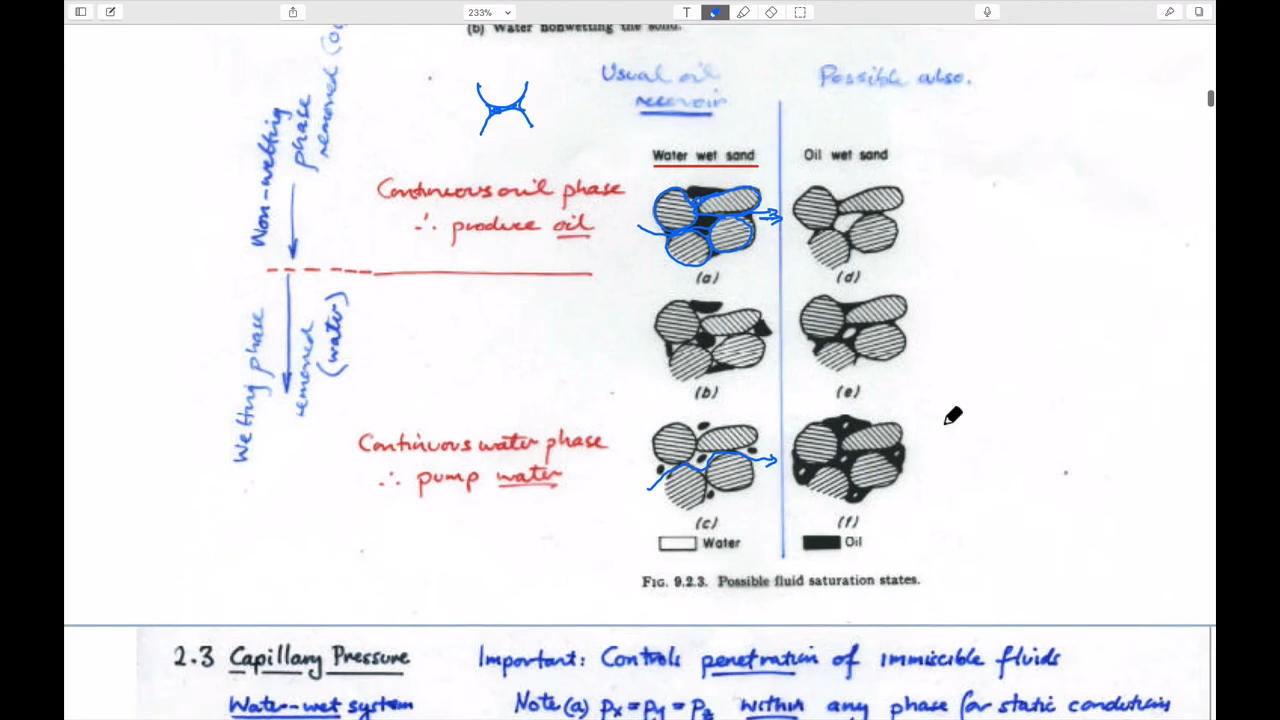 233%
T
(b) Water nonwetting the solid.
Non-wetting
phase
removed
Wetting phase
removed
(water)
Usual oil
reservoir
Possible also.
Water wet sand
Oil wet sand
Continuous oil phase
∴ produce oil
(a)
(d)
(b)
(e)
Continuous water phase
∴ pump water
(c)
(f)
Water
Oil
FIG. 9.2.3. Possible fluid saturation states.
2.3 Capillary Pressure
Important: Controls penetration of immiscible fluids
Water-wet system
Note (a) px = py = pz within any phase for static conditions